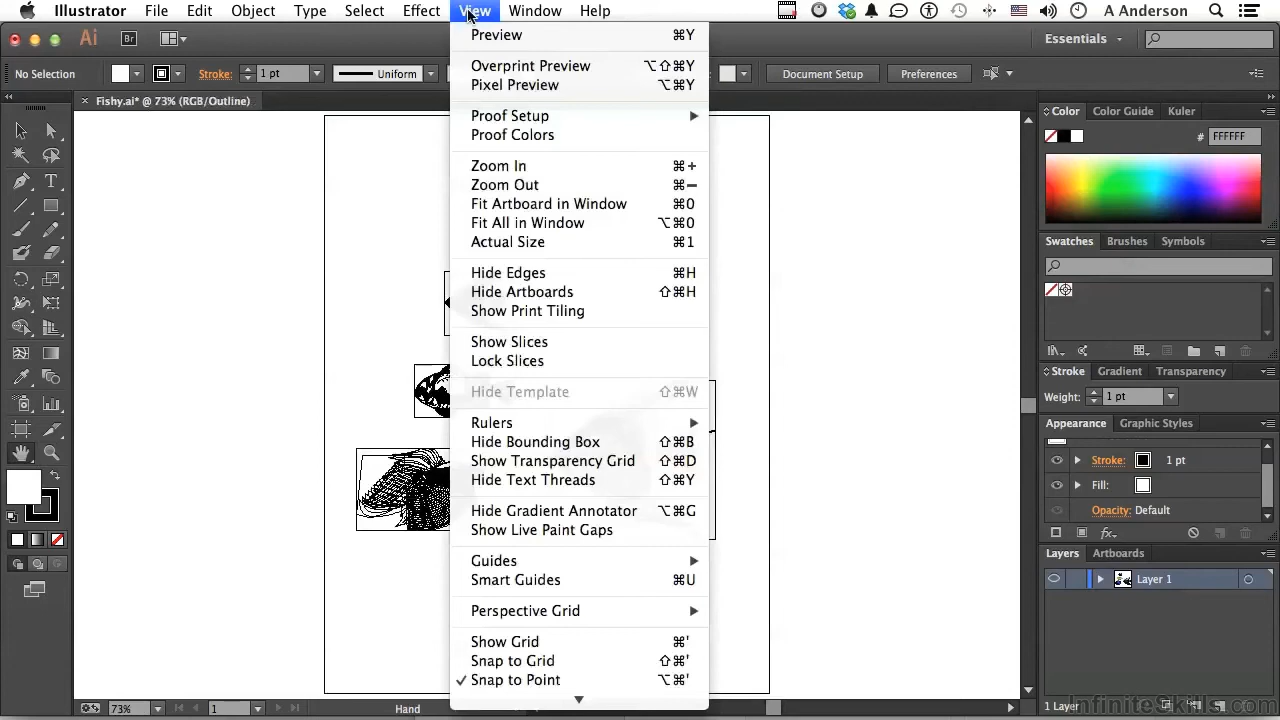 Illustrator File Edit Object Type Select Effect View Window Help A Anderson
Ai Br Essentials
No Selection Stroke: 1 pt Uniform Document Setup Preferences
× Fishy.ai* @ 73% (RGB/Outline)
Preview ⌘Y
Overprint Preview ⌥⇧⌘Y
Pixel Preview ⌥⌘Y
Proof Setup
Proof Colors
Zoom In ⌘+
Zoom Out ⌘−
Fit Artboard in Window ⌘0
Fit All in Window ⌥⌘0
Actual Size ⌘1
Hide Edges ⌘H
Hide Artboards ⇧⌘H
Show Print Tiling
Show Slices
Lock Slices
Hide Template ⇧⌘W
Rulers
Hide Bounding Box ⇧⌘B
Show Transparency Grid ⇧⌘D
Hide Text Threads ⇧⌘Y
Hide Gradient Annotator ⌥⌘G
Show Live Paint Gaps
Guides
Smart Guides ⌘U
Perspective Grid
Show Grid ⌘'
Snap to Grid ⇧⌘'
✓ Snap to Point ⌥⌘'
Color Color Guide Kuler
# FFFFFF
Swatches Brushes Symbols
Stroke Gradient Transparency
Weight: 1 pt
Appearance Graphic Styles
Stroke: 1 pt
Fill:
Opacity: Default
Layers Artboards
Layer 1
1 Layer
73% 1 Hand
InfiniteSkills.com